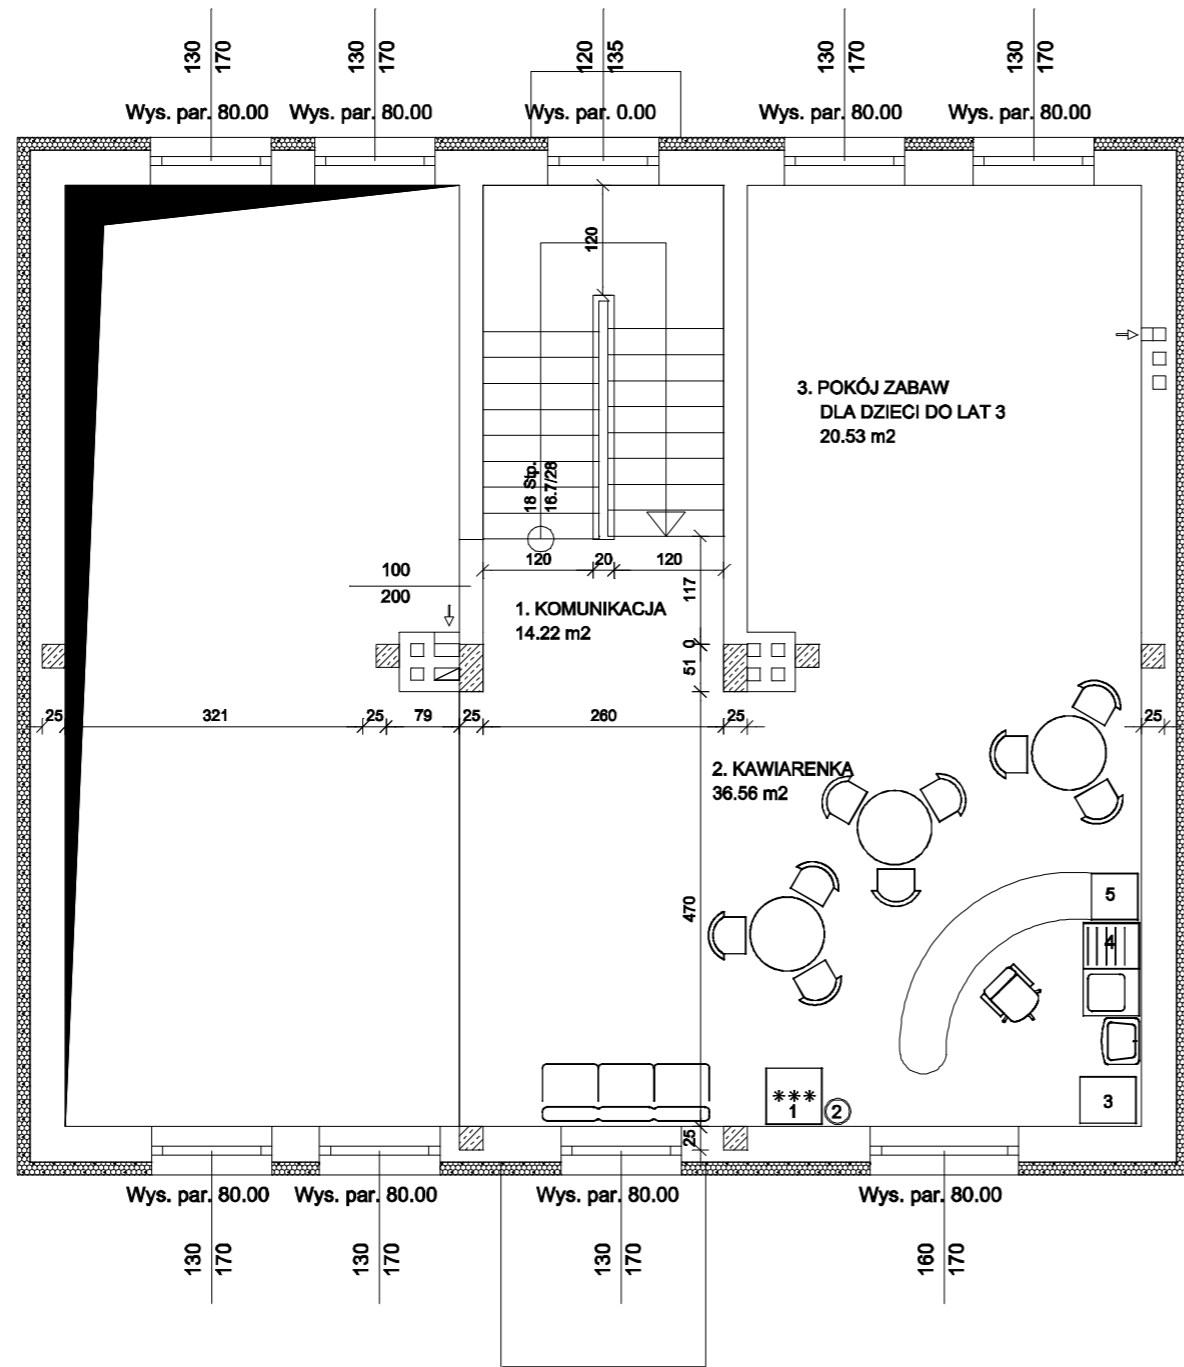 130
170
130
170
120
135
130
170
130
170
Wys. par. 80.00
Wys. par. 80.00
Wys. par. 0.00
Wys. par. 80.00
Wys. par. 80.00
120
3. POKÓJ ZABAW
DLA DZIECI DO LAT 3
20.53 m2
18 Stp.
16.7/28
120
20
120
100
200
117
1. KOMUNIKACJA
14.22 m2
0
51
25
321
25
79
25
260
25
25
2. KAWIARENKA
36.56 m2
470
5
4
***
1
2
3
25
Wys. par. 80.00
Wys. par. 80.00
Wys. par. 80.00
Wys. par. 80.00
130
170
130
170
130
170
160
170